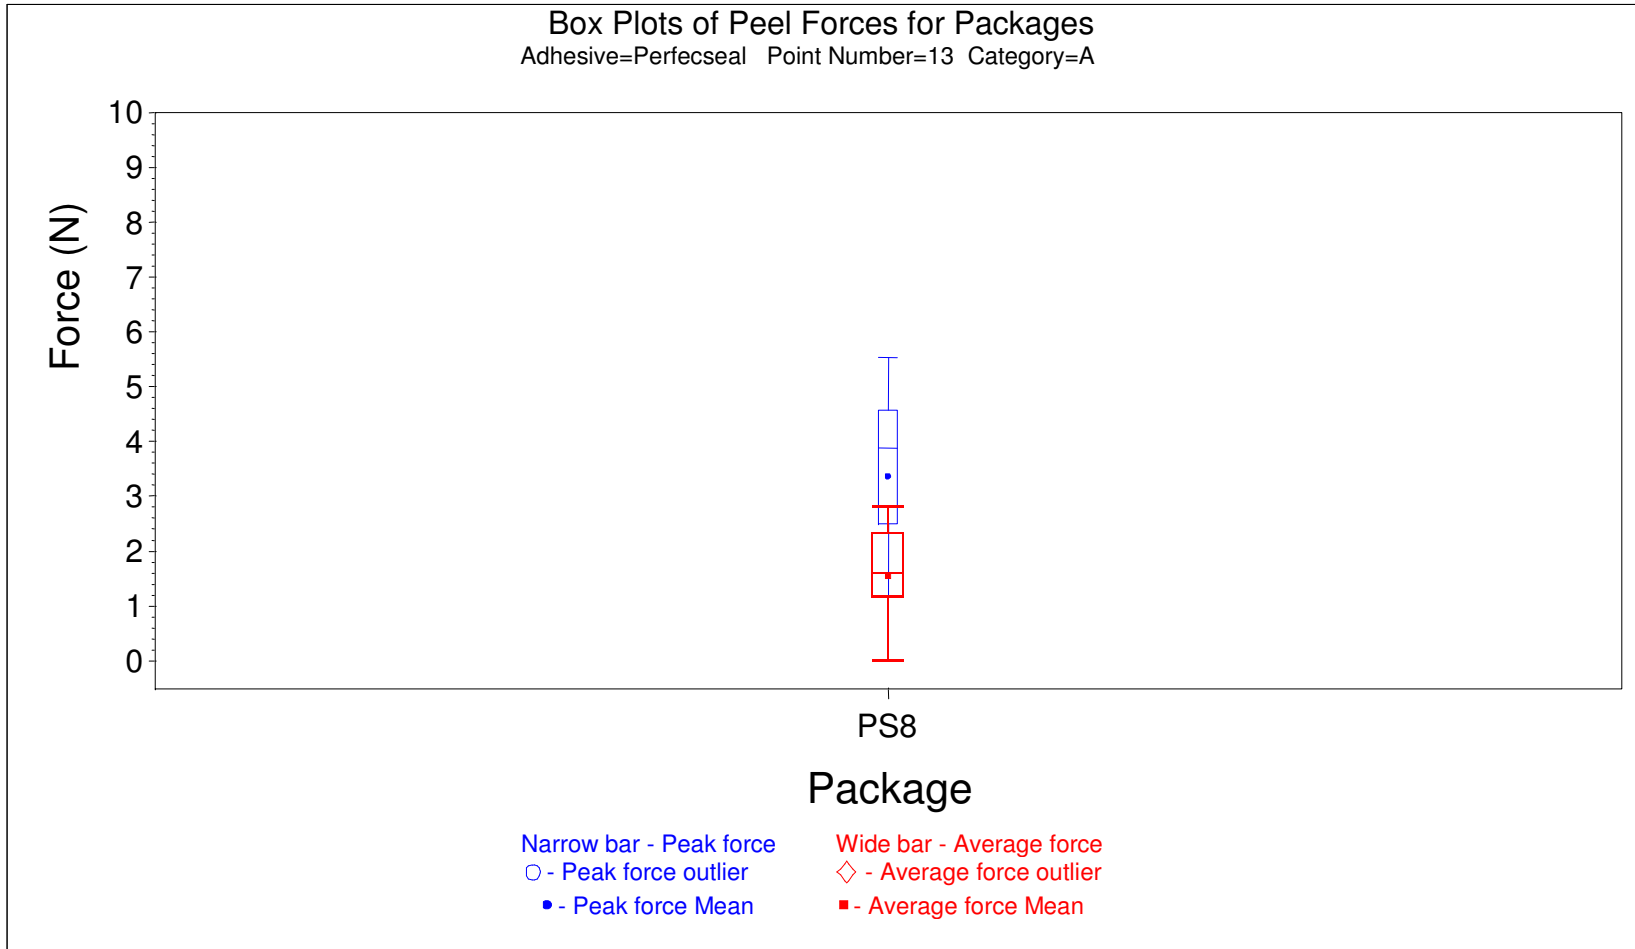 Box Plots of Peel Forces for Packages
Adhesive=Perfecseal Point Number=13 Category=A
Force (N)
10
9
8
7
6
5
4
3
2
1
0
PS8
Package
Narrow bar - Peak force Wide bar - Average force
- Peak force outlier - Average force outlier
- Peak force Mean - Average force Mean